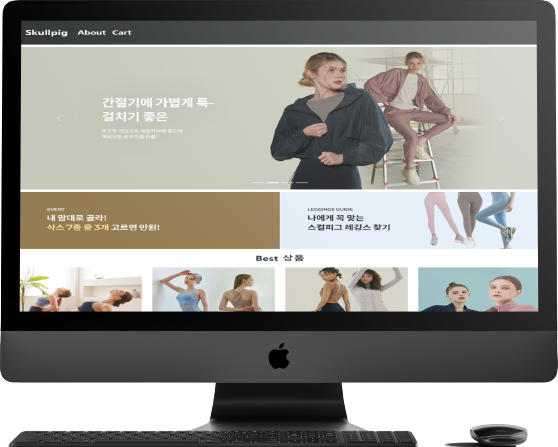 Skullpig About Cart
간절기에 가볍게 툭-
걸치기 좋은
EVENT
내 맘대로 골라!
삭스 7종 중 3개 고르면 만원!
LEGGINGS GUIDE
나에게 꼭 맞는
스컬피그 레깅스 찾기
Best 상품